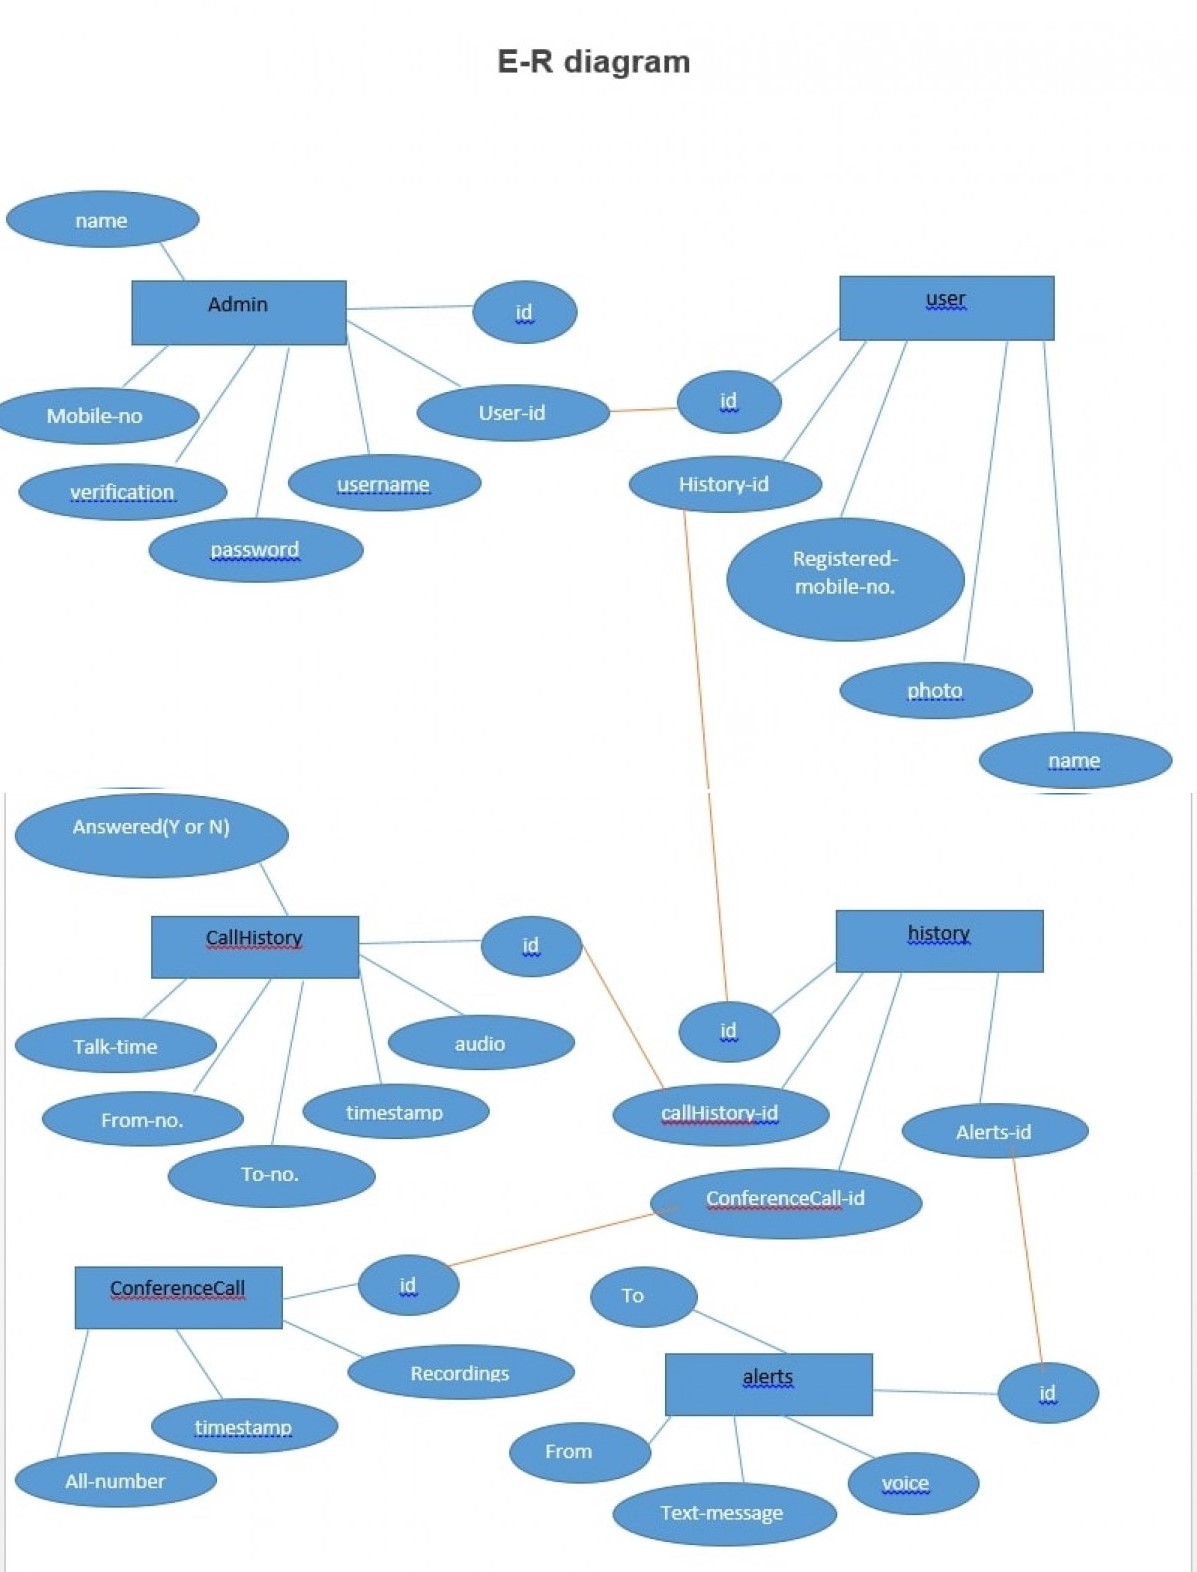 E-R diagram
name
Admin
id
user
Mobile-no
User-id
id
verification
username
History-id
password
Registered-
mobile-no.
photo
name
Answered(Y or N)
CallHistory
id
history
Talk-time
audio
id
From-no.
timestamp
callHistory-id
Alerts-id
To-no.
ConferenceCall-id
ConferenceCall
id
To
Recordings
alerts
id
timestamp
From
All-number
voice
Text-message